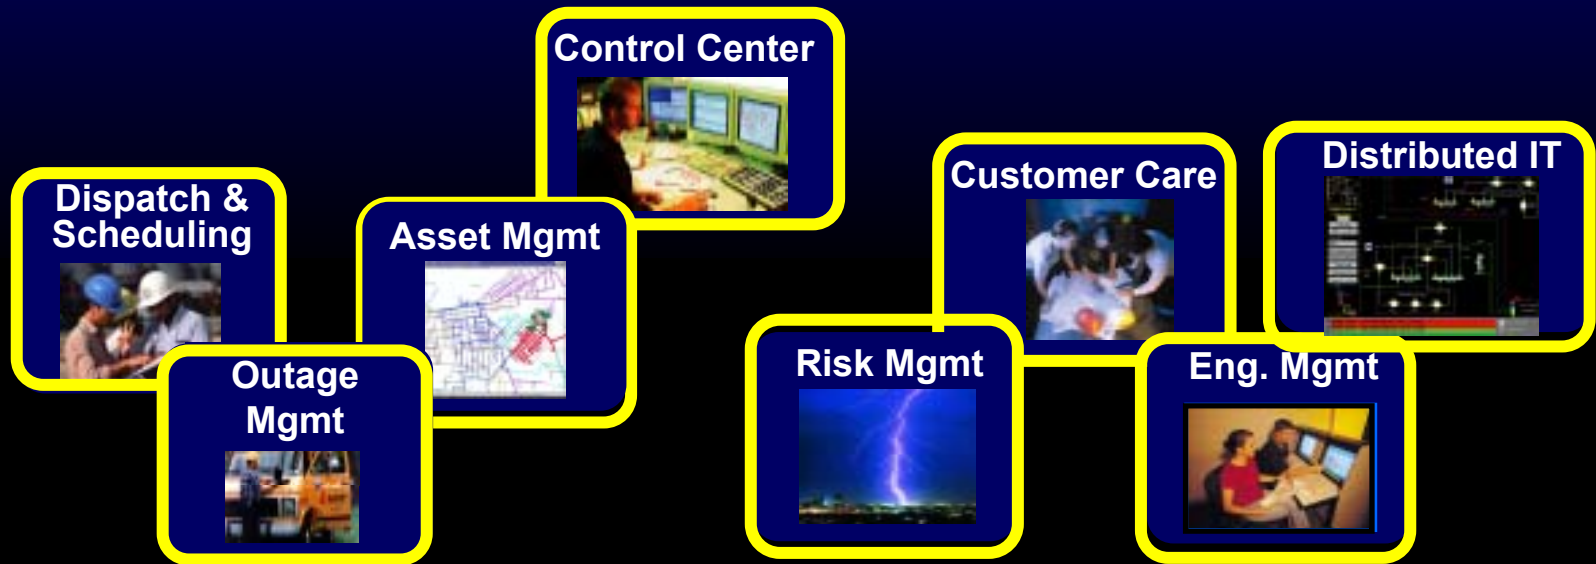 Control Center
Dispatch &
Scheduling
Asset Mgmt
Outage
Mgmt
Customer Care
Distributed IT
Risk Mgmt
Eng. Mgmt